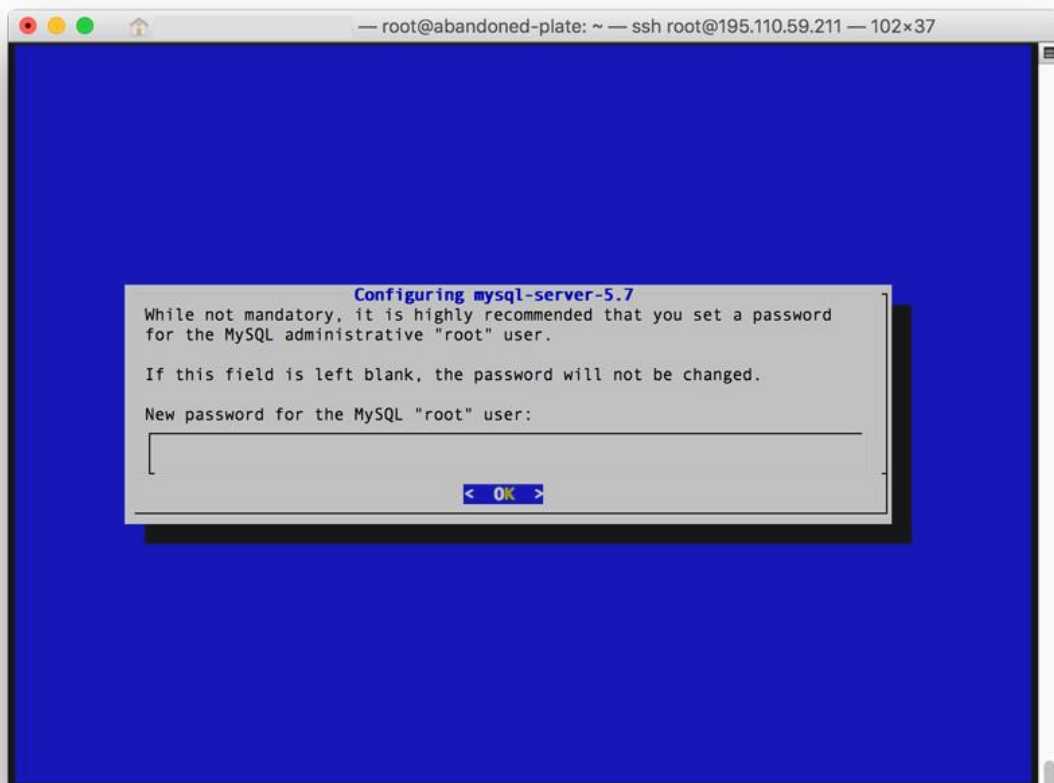 — root@abandoned-plate: ~ — ssh root@195.110.59.211 — 102×37
Configuring mysql-server-5.7
While not mandatory, it is highly recommended that you set a password
for the MySQL administrative "root" user.
If this field is left blank, the password will not be changed.
New password for the MySQL "root" user:
< OK >